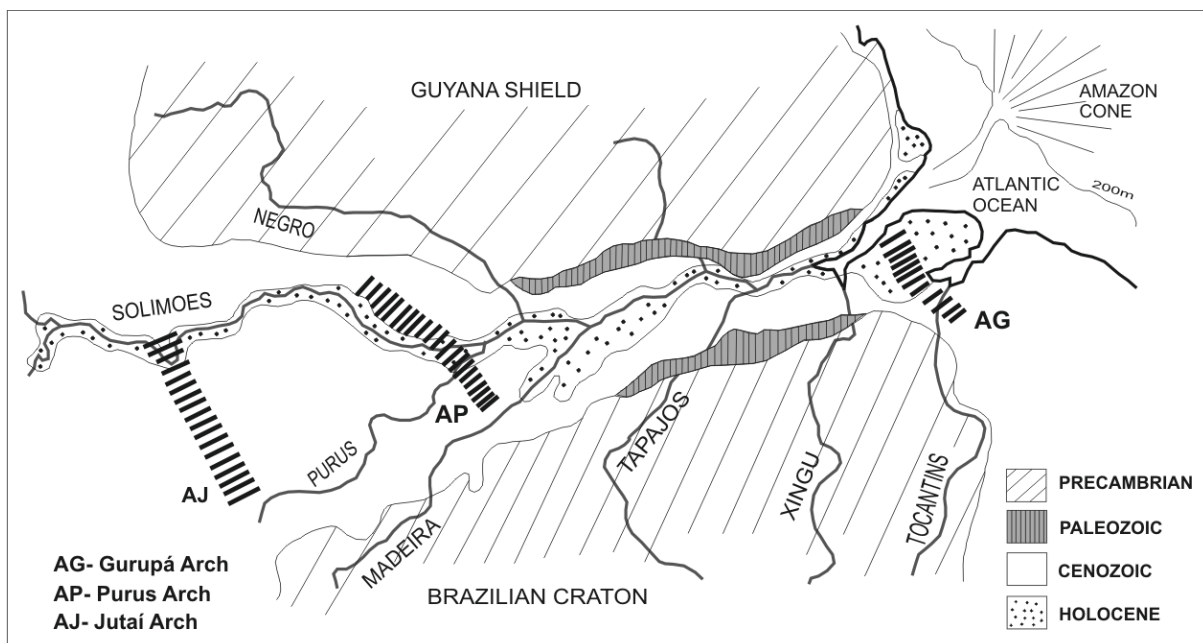 GUYANA SHIELD
AMAZON
CONE
ATLANTIC
OCEAN
200m
NEGRO
SOLIMOES
AG
AP
AJ
PURUS
MADEIRA
TAPAJOS
XINGU
TOCANTINS
BRAZILIAN CRATON
PRECAMBRIAN
PALEOZOIC
CENOZOIC
HOLOCENE
AG- Gurupá Arch
AP- Purus Arch
AJ- Jutaí Arch